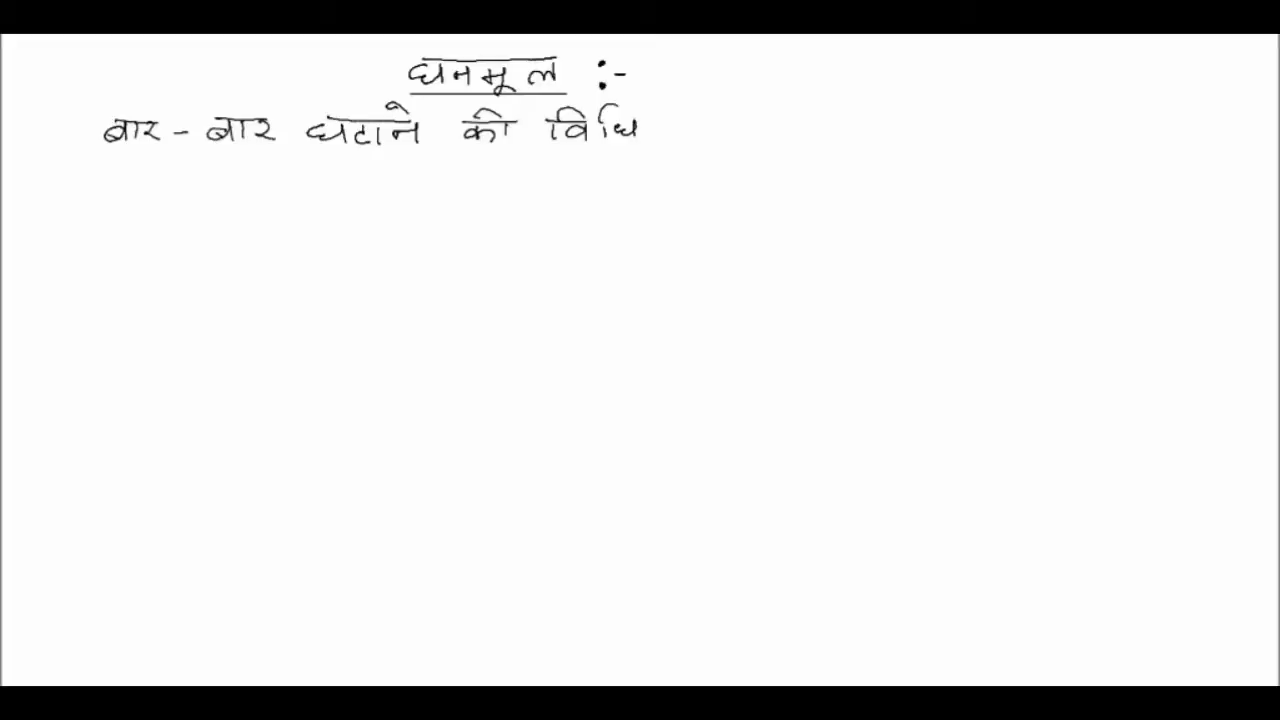 घनमूल :-
बार - बार घटाने की विधि